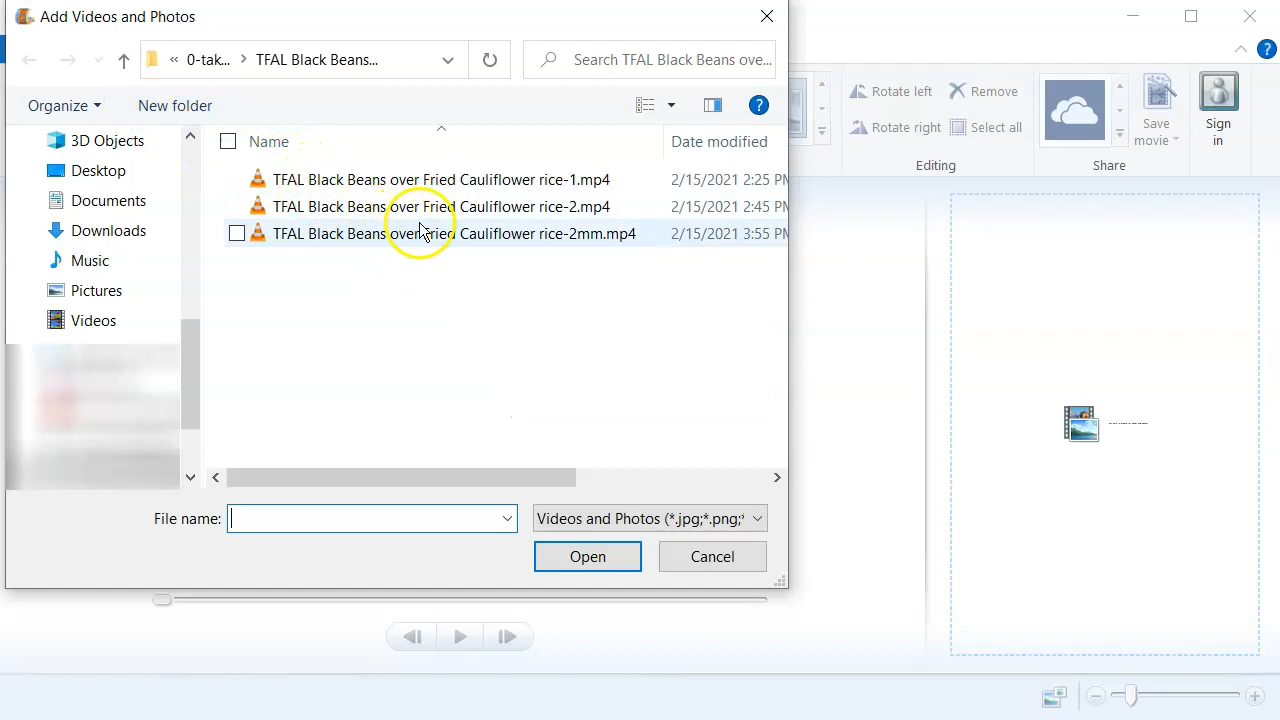 Add Videos and Photos
« 0-tak... > TFAL Black Beans...
Search TFAL Black Beans ove...
Organize
New folder
3D Objects
Desktop
Documents
Downloads
Music
Pictures
Videos
Name
Date modified
TFAL Black Beans over Fried Cauliflower rice-1.mp4 2/15/2021 2:25 PM
TFAL Black Beans over Fried Cauliflower rice-2.mp4 2/15/2021 2:45 PM
TFAL Black Beans over Fried Cauliflower rice-2mm.mp4 2/15/2021 3:55 PM
File name:
Videos and Photos (*.jpg;*.png;*
Open
Cancel
Rotate left
Remove
Rotate right
Select all
Editing
Save
movie
Share
Sign
in